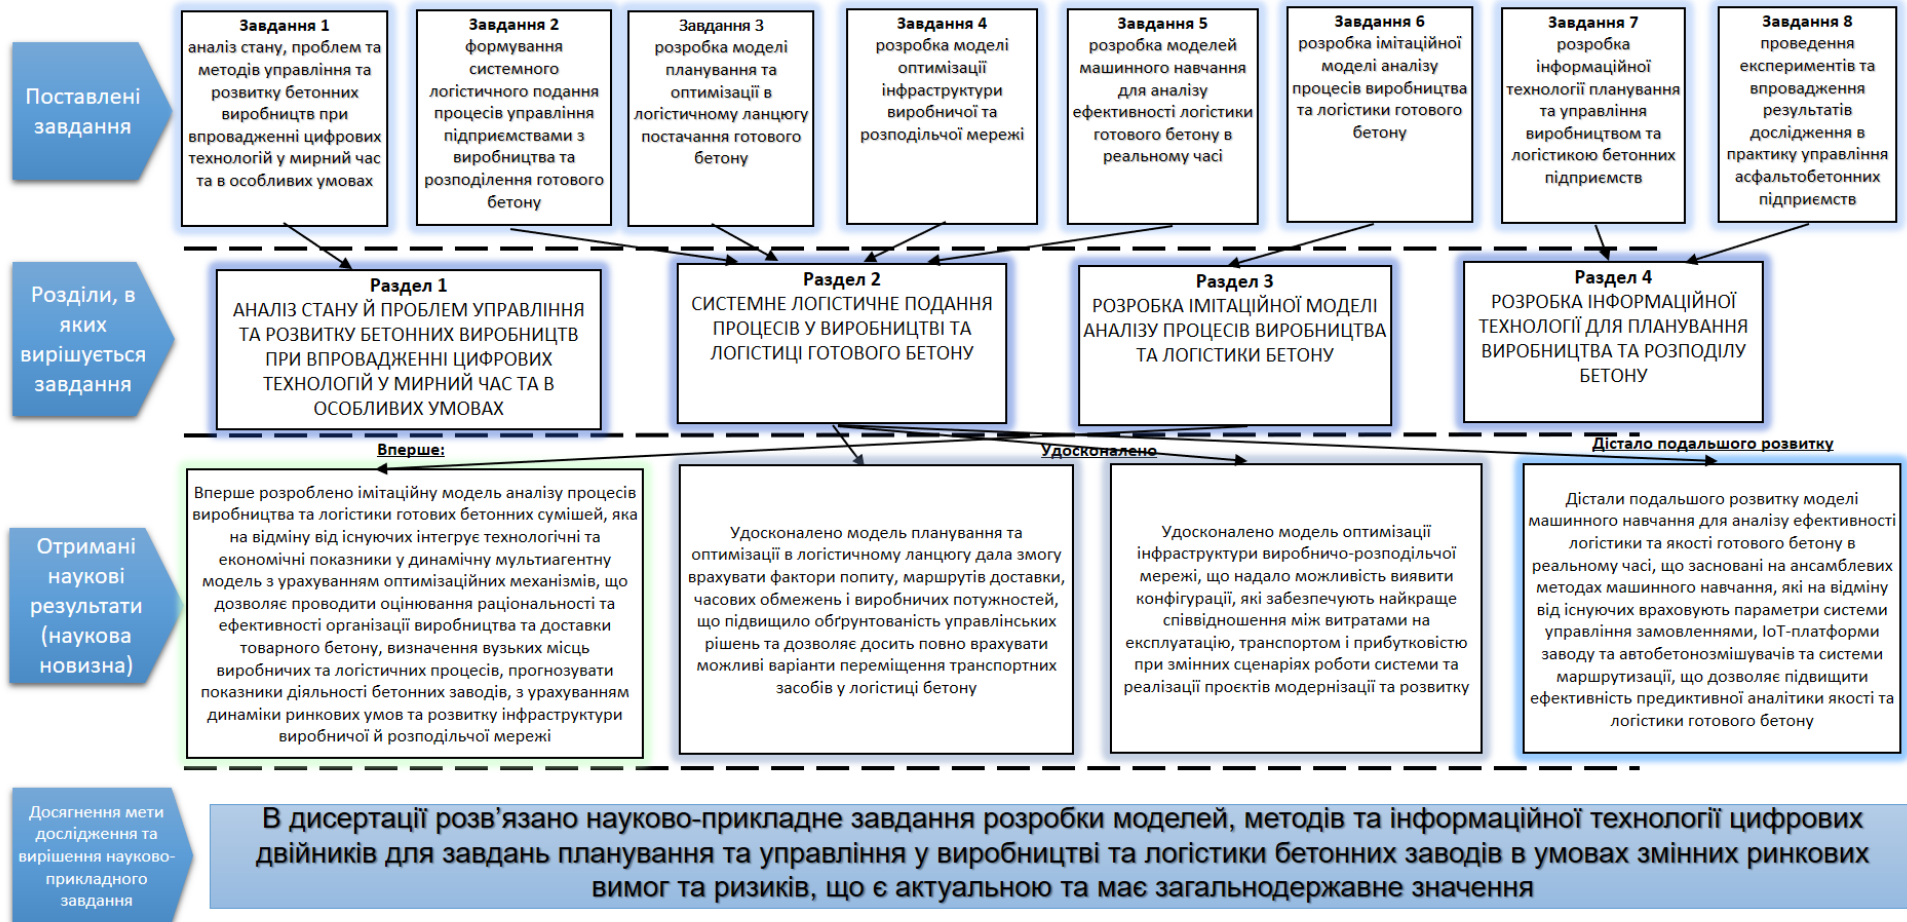 Поставлені
завдання
Завдання 1
аналіз стану, проблем та
методів управління та
розвитку бетонних
виробництв при
впровадженні цифрових
технологій у мирний час
та в особливих умовах
Завдання 2
формування
системного
логістичного подання
процесів управління
підприємствами з
виробництва та
розподілення готового
бетону
Завдання 3
розробка моделі
планування та
оптимізації в
логістичному ланцюгу
постачання готового
бетону
Завдання 4
розробка моделі
оптимізації
інфраструктури
виробничої та
розподільчої мережі
Завдання 5
розробка моделей
машинного навчання
для аналізу
ефективності логістики
готового бетону в
реальному часі
Завдання 6
розробка імітаційної
моделі аналізу
процесів виробництва
та логістики готового
бетону
Завдання 7
розробка
інформаційної
технології планування
та управління
виробництвом та
логістикою бетонних
підприємств
Завдання 8
проведення
експериментів та
впровадження
результатів
дослідження в
практику управління
асфальтобетонних
підприємств
Розділи, в
яких
вирішується
завдання
Раздел 1
АНАЛІЗ СТАНУ Й ПРОБЛЕМ УПРАВЛІННЯ
ТА РОЗВИТКУ БЕТОННИХ ВИРОБНИЦТВ
ПРИ ВПРОВАДЖЕННІ ЦИФРОВИХ
ТЕХНОЛОГІЙ У МИРНИЙ ЧАС ТА В
ОСОБЛИВИХ УМОВАХ
Раздел 2
СИСТЕМНЕ ЛОГІСТИЧНЕ ПОДАННЯ
ПРОЦЕСІВ У ВИРОБНИЦТВІ ТА
ЛОГІСТИЦІ ГОТОВОГО БЕТОНУ
Раздел 3
РОЗРОБКА ІМІТАЦІЙНОЇ МОДЕЛІ
АНАЛІЗУ ПРОЦЕСІВ ВИРОБНИЦТВА
ТА ЛОГІСТИКИ БЕТОНУ
Раздел 4
РОЗРОБКА ІНФОРМАЦІЙНОЇ
ТЕХНОЛОГІЇ ДЛЯ ПЛАНУВАННЯ
ВИРОБНИЦТВА ТА РОЗПОДІЛУ
БЕТОНУ
Вперше:
Удосконалено
Дістало подальшого розвитку
Отримані
наукові
результати
(наукова
новизна)
Вперше розроблено імітаційну модель аналізу процесів
виробництва та логістики готових бетонних сумішей, яка
на відміну від існуючих інтегрує технологічні та
економічні показники у динамічну мультиагентну
модель з урахуванням оптимізаційних механізмів, що
дозволяє проводити оцінювання раціональності та
ефективності організації виробництва та доставки
товарного бетону, визначення вузьких місць
виробничих та логістичних процесів, прогнозувати
показники діяльності бетонних заводів, з урахуванням
динаміки ринкових умов та розвитку інфраструктури
виробничої й розподільчої мережі
Удосконалено модель планування та
оптимізації в логістичному ланцюгу дала змогу
врахувати фактори попиту, маршрутів доставки,
часових обмежень і виробничих потужностей,
що підвищило обґрунтованість управлінських
рішень та дозволяє досить повно врахувати
можливі варіанти переміщення транспортних
засобів у логістиці бетону
Удосконалено модель оптимізації
інфраструктури виробничо-розподільчої
мережі, що надало можливість виявити
конфігурації, які забезпечують найкраще
співвідношення між витратами на
експлуатацію, транспортом і прибутковістю
при змінних сценаріях роботи системи та
реалізації проєктів модернізації та розвитку
Дістали подальшого розвитку моделі
машинного навчання для аналізу ефективності
логістики та якості готового бетону в
реальному часі, що засновані на ансамблевих
методах машинного навчання, які на відміну
від існуючих враховують параметри системи
управління замовленнями, IoT-платформи
заводу та автобетонозмішувачів та системи
маршрутизації, що дозволяє підвищити
ефективність предиктивної аналітики якості та
логістики готового бетону
Досягнення мети
дослідження та
вирішення науково-
прикладного
завдання
В дисертації розв’язано науково-прикладне завдання розробки моделей, методів та інформаційної технології цифрових
двійників для завдань планування та управління у виробництві та логістики бетонних заводів в умовах змінних ринкових
вимог та ризиків, що є актуальною та має загальнодержавне значення